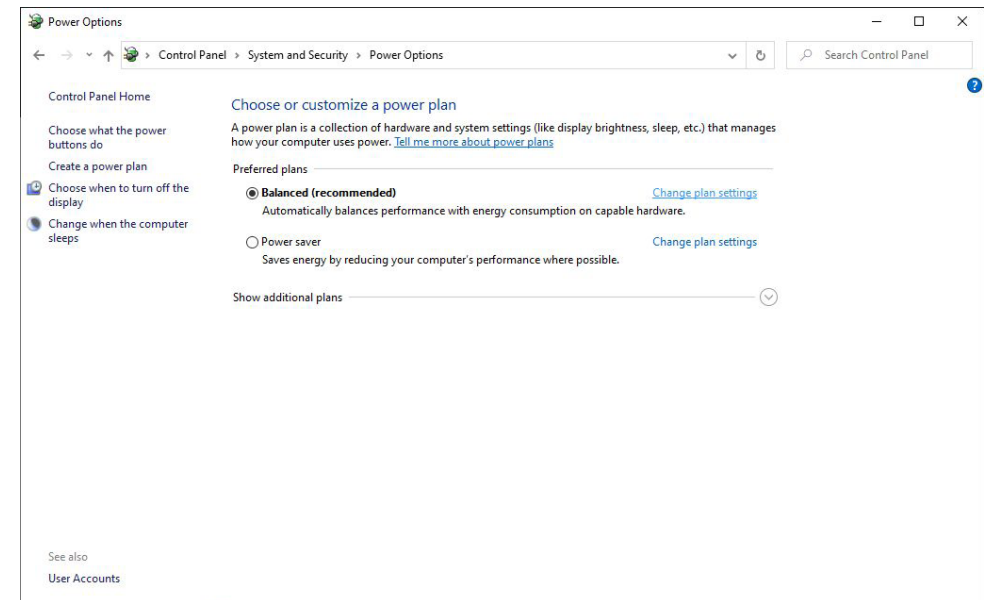 Power Options
Control Panel > System and Security > Power Options
Search Control Panel
Control Panel Home
Choose what the power
buttons do
Create a power plan
Choose when to turn off the
display
Change when the computer
sleeps
Choose or customize a power plan
A power plan is a collection of hardware and system settings (like display brightness, sleep, etc.) that manages
how your computer uses power. Tell me more about power plans
Preferred plans
Balanced (recommended) Change plan settings
Automatically balances performance with energy consumption on capable hardware.
Power saver Change plan settings
Saves energy by reducing your computer's performance where possible.
Show additional plans
See also
User Accounts